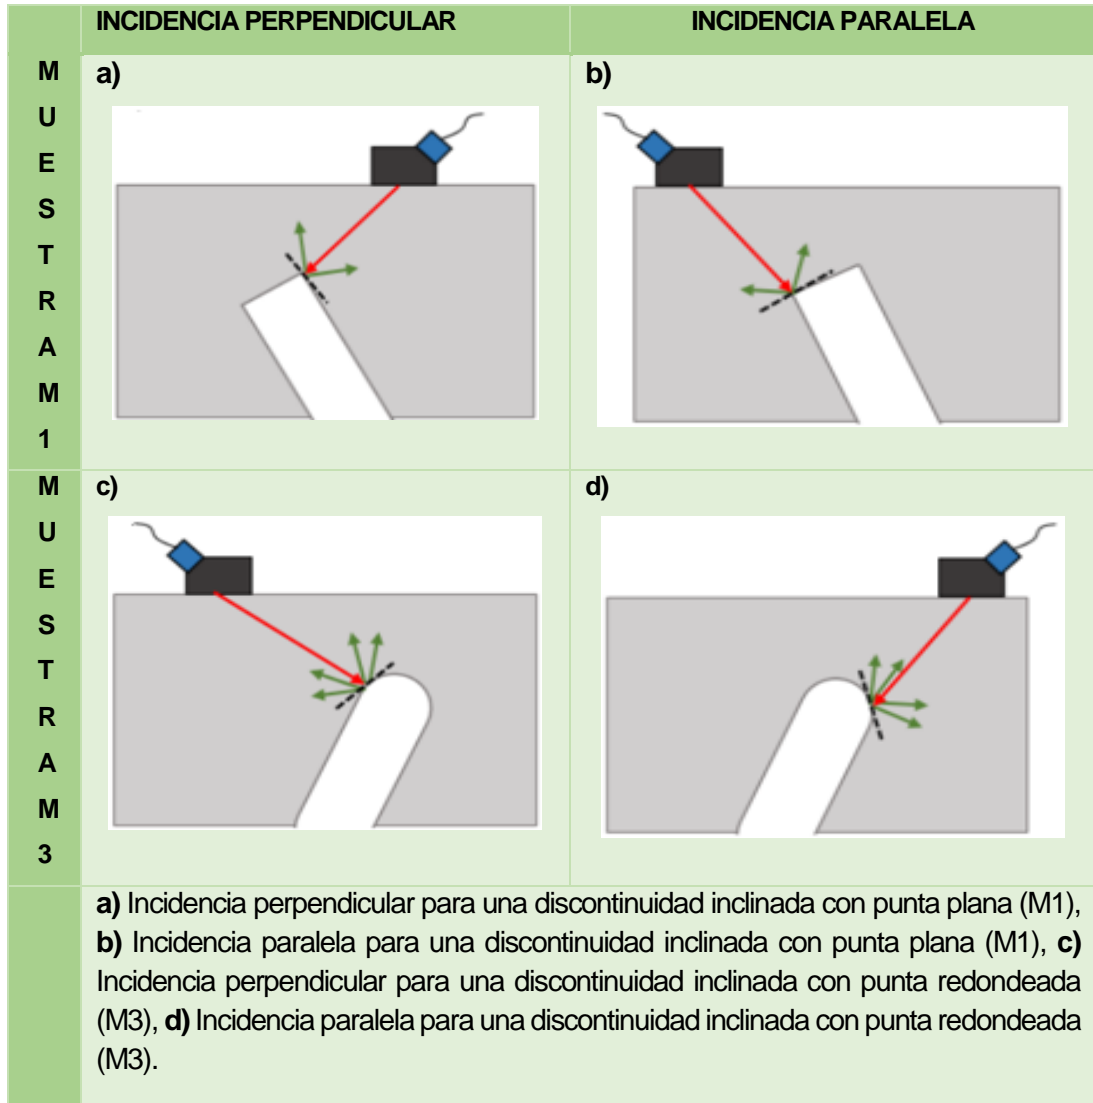 INCIDENCIA PERPENDICULAR
INCIDENCIA PARALELA
M
U
E
S
T
R
A
M
1
a)
b)
M
U
E
S
T
R
A
M
3
c)
d)
a) Incidencia perpendicular para una discontinuidad inclinada con punta plana (M1),
b) Incidencia paralela para una discontinuidad inclinada con punta plana (M1), c)
Incidencia perpendicular para una discontinuidad inclinada con punta redondeada
(M3), d) Incidencia paralela para una discontinuidad inclinada con punta redondeada
(M3).